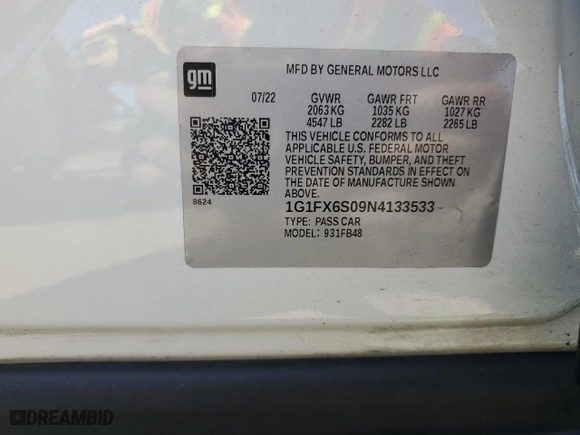 gm
MFD BY GENERAL MOTORS LLC
07/22 GVWR GAWR FRT GAWR RR
2063 KG 1035 KG 1027 KG
4547 LB 2282 LB 2265 LB
THIS VEHICLE CONFORMS TO ALL
APPLICABLE U.S. FEDERAL MOTOR
VEHICLE SAFETY, BUMPER, AND THEFT
PREVENTION STANDARDS IN EFFECT ON
THE DATE OF MANUFACTURE SHOWN
ABOVE.
8624
1G1FX6S09N4133533
TYPE: PASS CAR
MODEL: 931FB48
DREAMBID